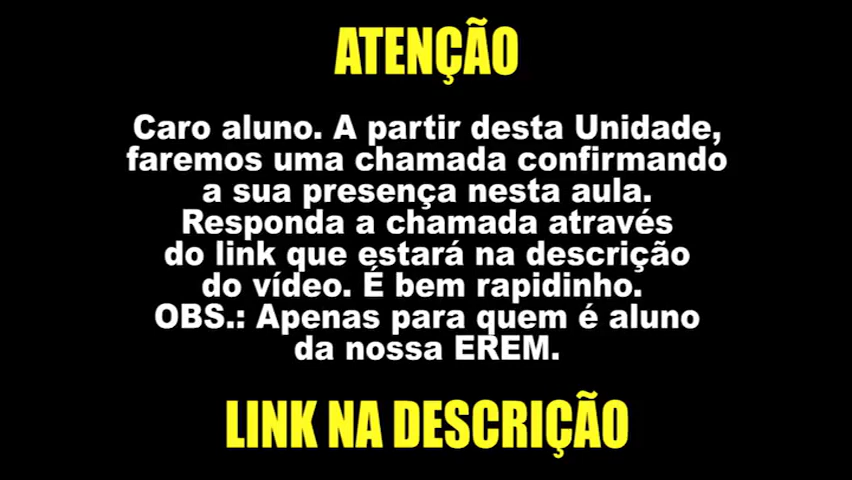 ATENÇÃO
Caro aluno. A partir desta Unidade,
faremos uma chamada confirmando
a sua presença nesta aula.
Responda a chamada através
do link que estará na descrição
do vídeo. É bem rapidinho.
OBS.: Apenas para quem é aluno
da nossa EREM.
LINK NA DESCRIÇÃO